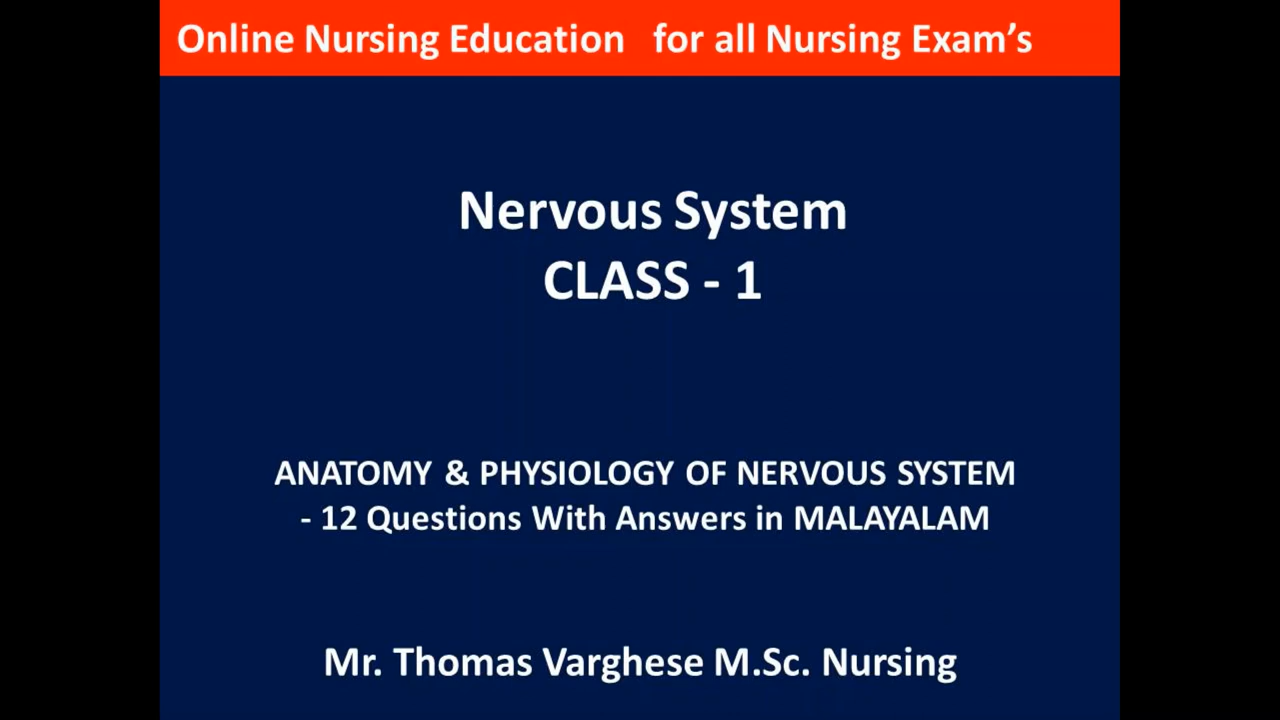 Online Nursing Education for all Nursing Exam’s
Nervous System
CLASS - 1
ANATOMY & PHYSIOLOGY OF NERVOUS SYSTEM
- 12 Questions With Answers in MALAYALAM
Mr. Thomas Varghese M.Sc. Nursing